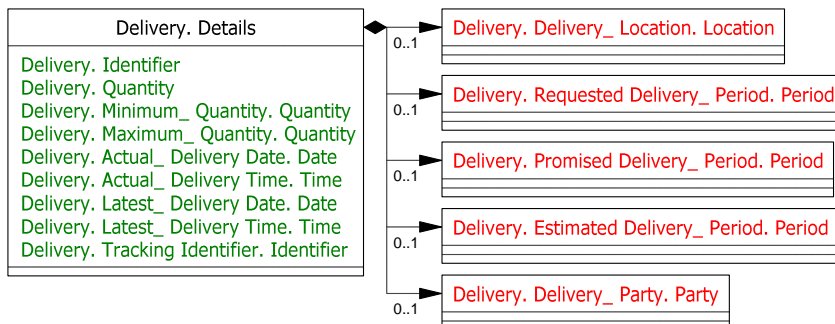 Delivery. Details
Delivery. Identifier
Delivery. Quantity
Delivery. Minimum_ Quantity. Quantity
Delivery. Maximum_ Quantity. Quantity
Delivery. Actual_ Delivery Date. Date
Delivery. Actual_ Delivery Time. Time
Delivery. Latest_ Delivery Date. Date
Delivery. Latest_ Delivery Time. Time
Delivery. Tracking Identifier. Identifier
Delivery. Delivery_ Location. Location
0..1
Delivery. Requested Delivery_ Period. Period
0..1
Delivery. Promised Delivery_ Period. Period
0..1
Delivery. Estimated Delivery_ Period. Period
0..1
Delivery. Delivery_ Party. Party
0..1